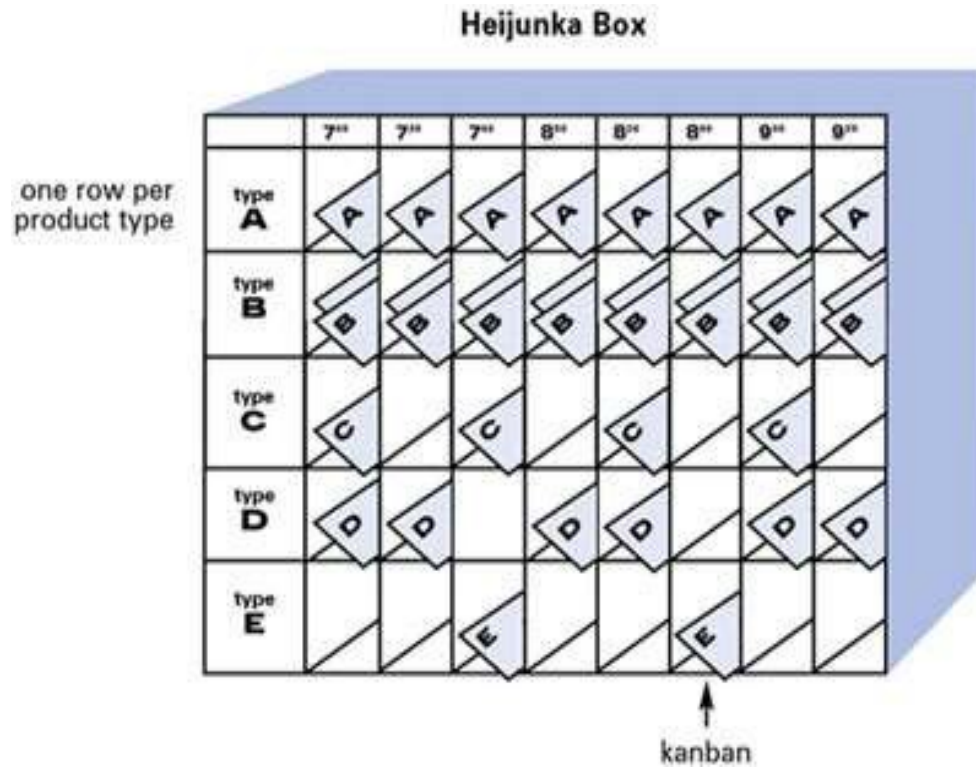 Heijunka Box
one row per
product type
type
A
A A A A A A A A
type
B
B B B B B B B B
type
C
C C C C
type
D
D D D D D D
type
E
E E
kanban